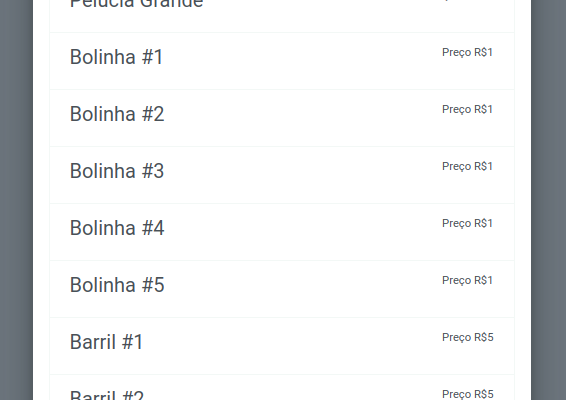 Pelúcia Grande
Bolinha #1 Preço R$1
Bolinha #2 Preço R$1
Bolinha #3 Preço R$1
Bolinha #4 Preço R$1
Bolinha #5 Preço R$1
Barril #1 Preço R$5
Barril #2 Preço R$5